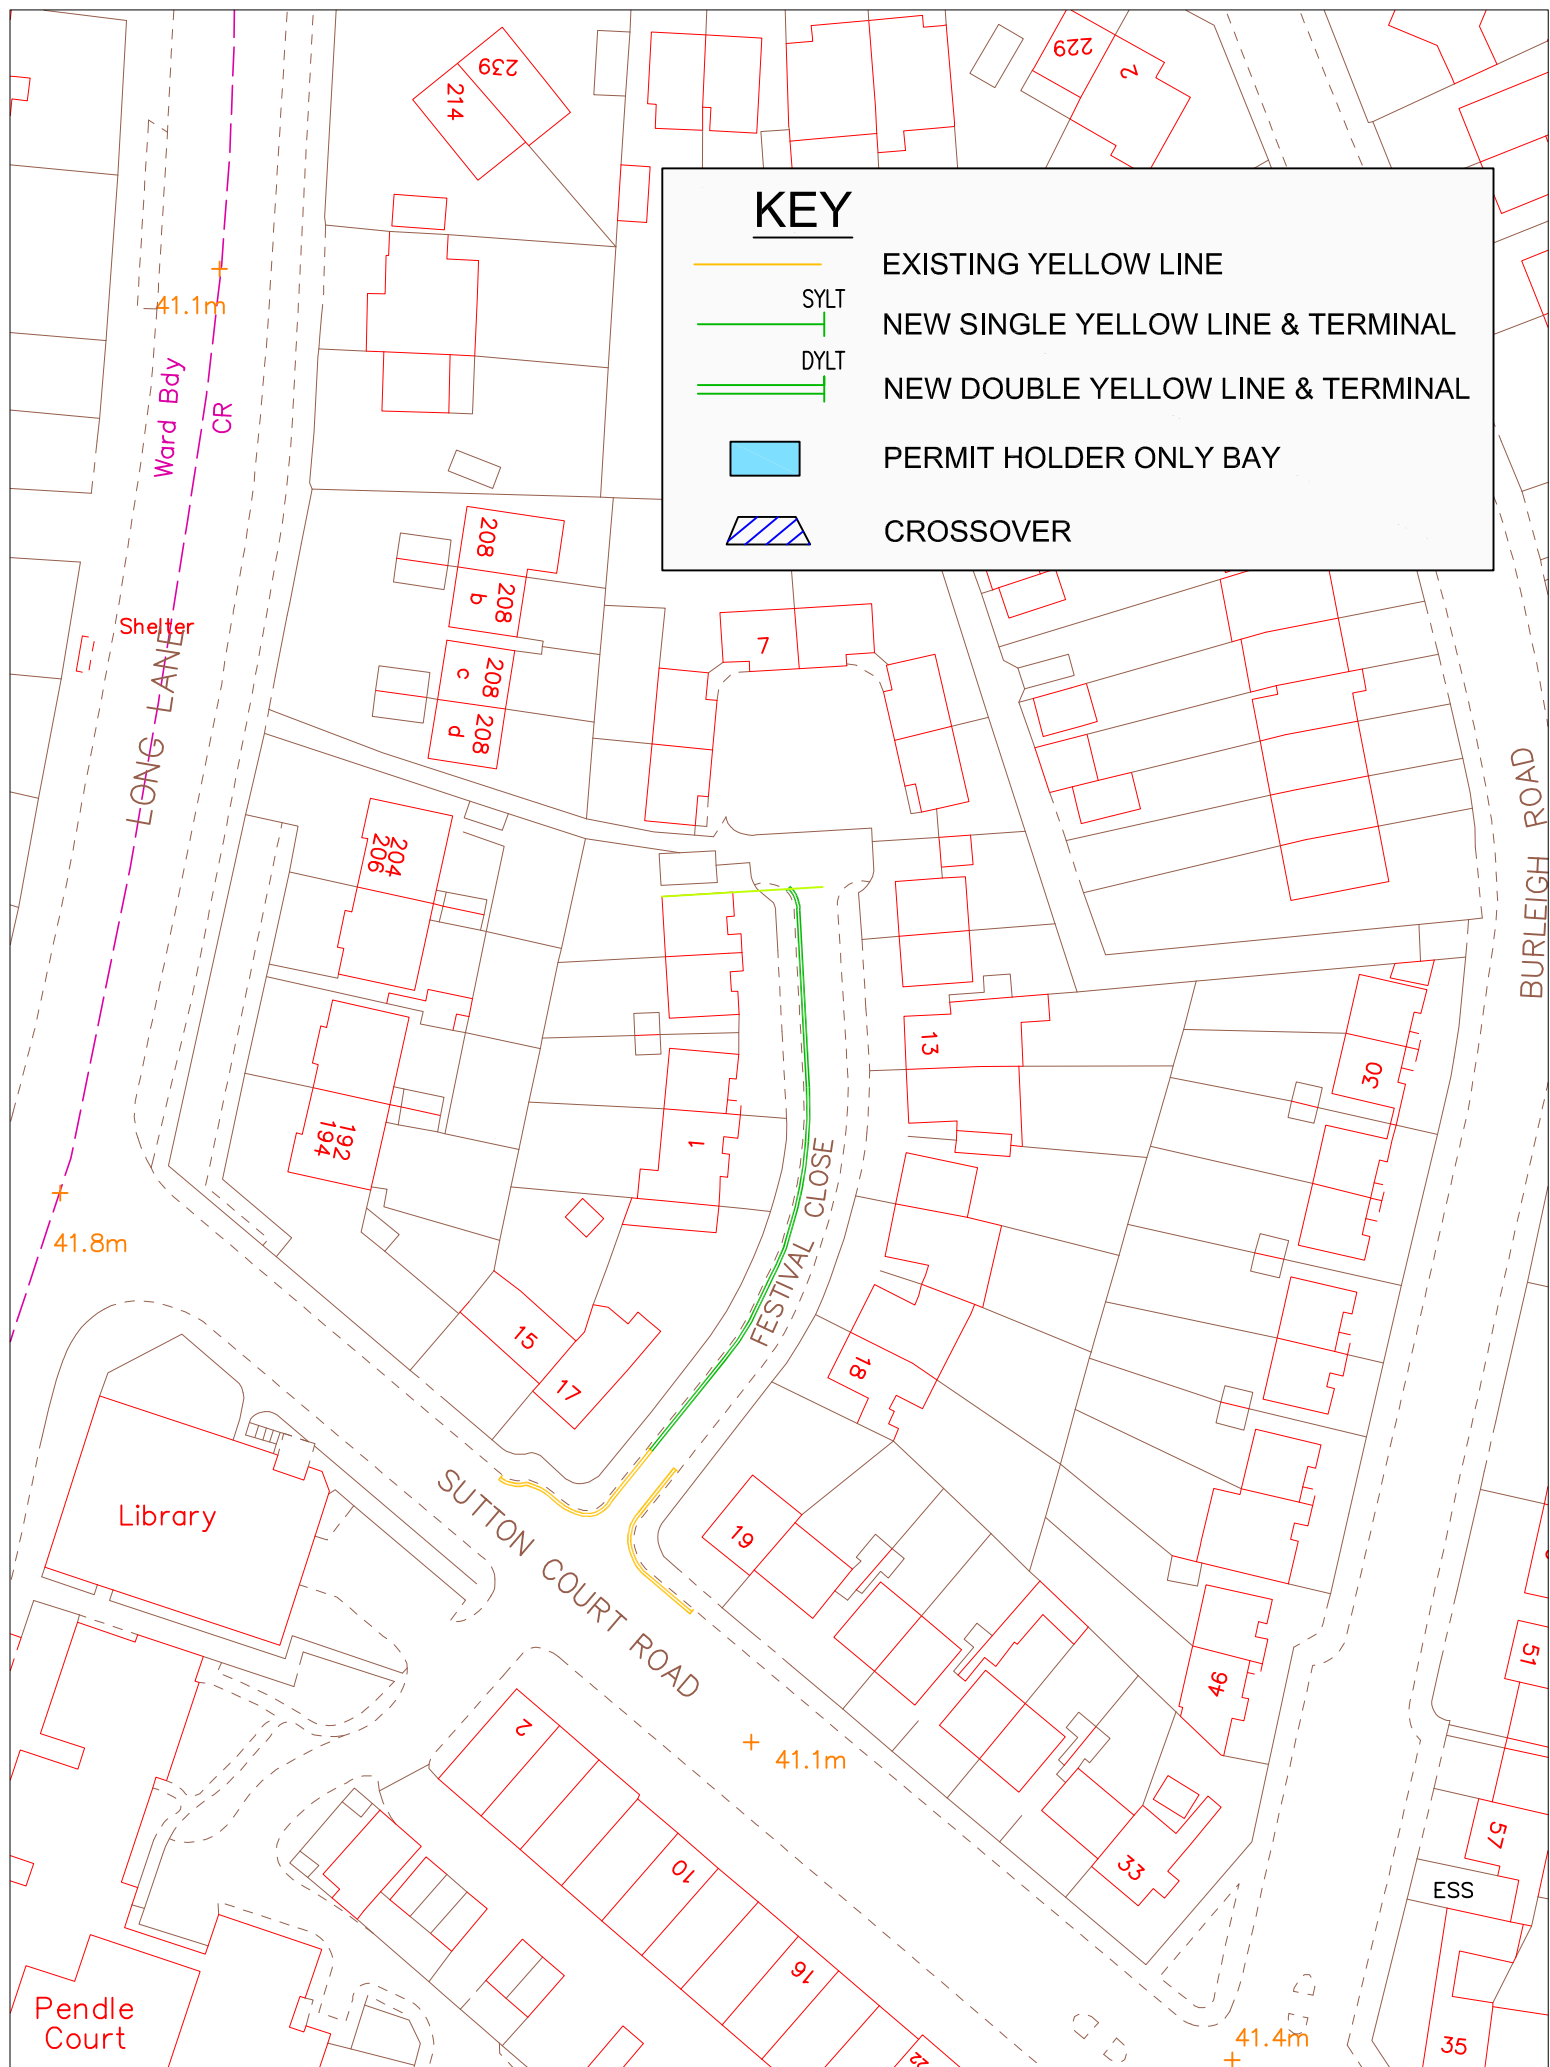 239
214
229
2
KEY
EXISTING YELLOW LINE
SYLT
NEW SINGLE YELLOW LINE & TERMINAL
DYLT
NEW DOUBLE YELLOW LINE & TERMINAL
PERMIT HOLDER ONLY BAY
CROSSOVER
41.1m
Ward Bdy
CR
208
208
b
208
c
208
d
Shelter
LONG LANE
7
204
206
BURLEIGH ROAD
13
30
192
194
1
FESTIVAL CLOSE
41.8m
15
17
18
Library
SUTTON COURT ROAD
19
51
46
2
41.1m
10
33
57
ESS
16
Pendle
Court
22
41.4m
35